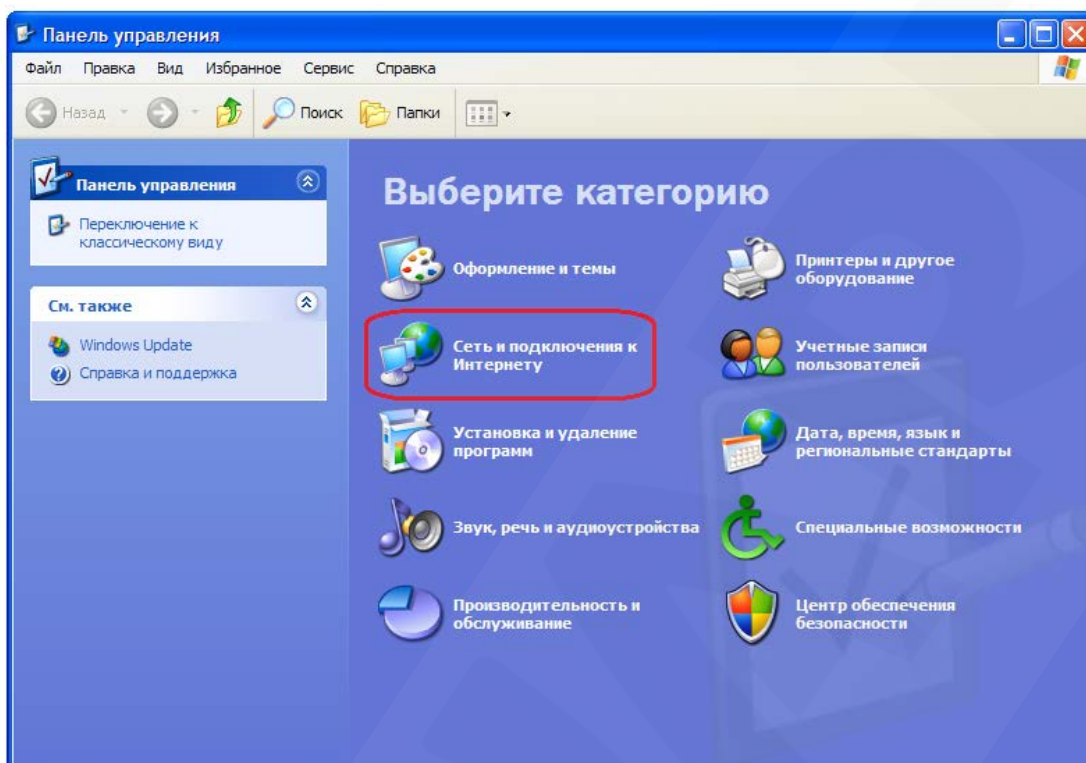 Панель управления
Файл Правка Вид Избранное Сервис Справка
Назад Поиск Папки
Панель управления
Переключение к
классическому виду
См. также
Windows Update
Справка и поддержка
Выберите категорию
Оформление и темы
Принтеры и другое
оборудование
Сеть и подключения к
Интернету
Учетные записи
пользователей
Установка и удаление
программ
Дата, время, язык и
региональные стандарты
Звук, речь и аудиоустройства
Специальные возможности
Производительность и
обслуживание
Центр обеспечения
безопасности